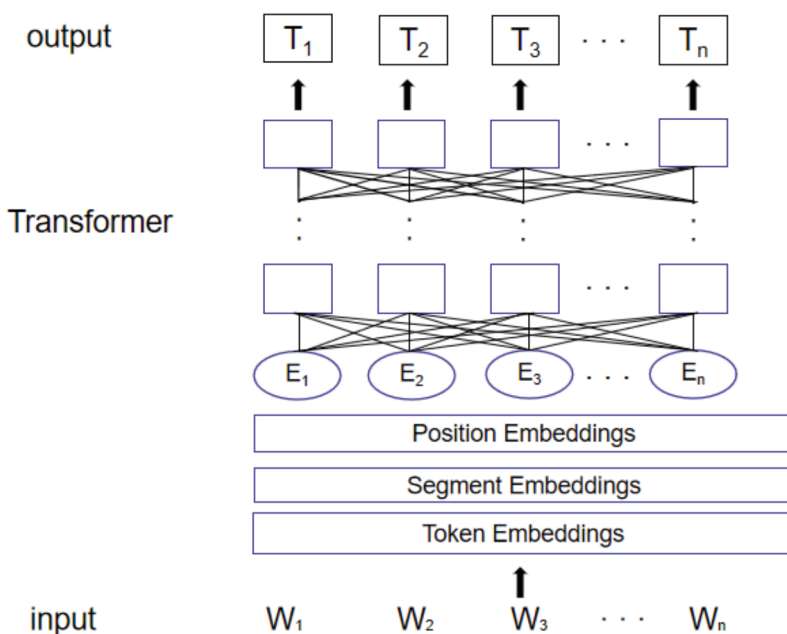 output T₁ T₂ T₃ · · · Tₙ
· · ·
Transformer
· · ·
E₁ E₂ E₃ · · · Eₙ
Position Embeddings
Segment Embeddings
Token Embeddings
input W₁ W₂ W₃ · · · Wₙ